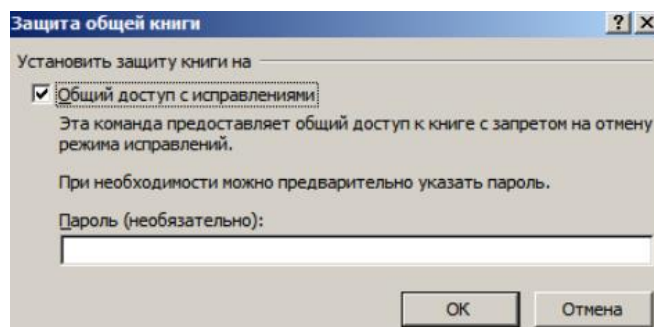 Защита общей книги
Установить защиту книги на
Общий доступ с исправлениями
Эта команда предоставляет общий доступ к книге с запретом на отмену
режима исправлений.
При необходимости можно предварительно указать пароль.
Пароль (необязательно):
ОК
Отмена